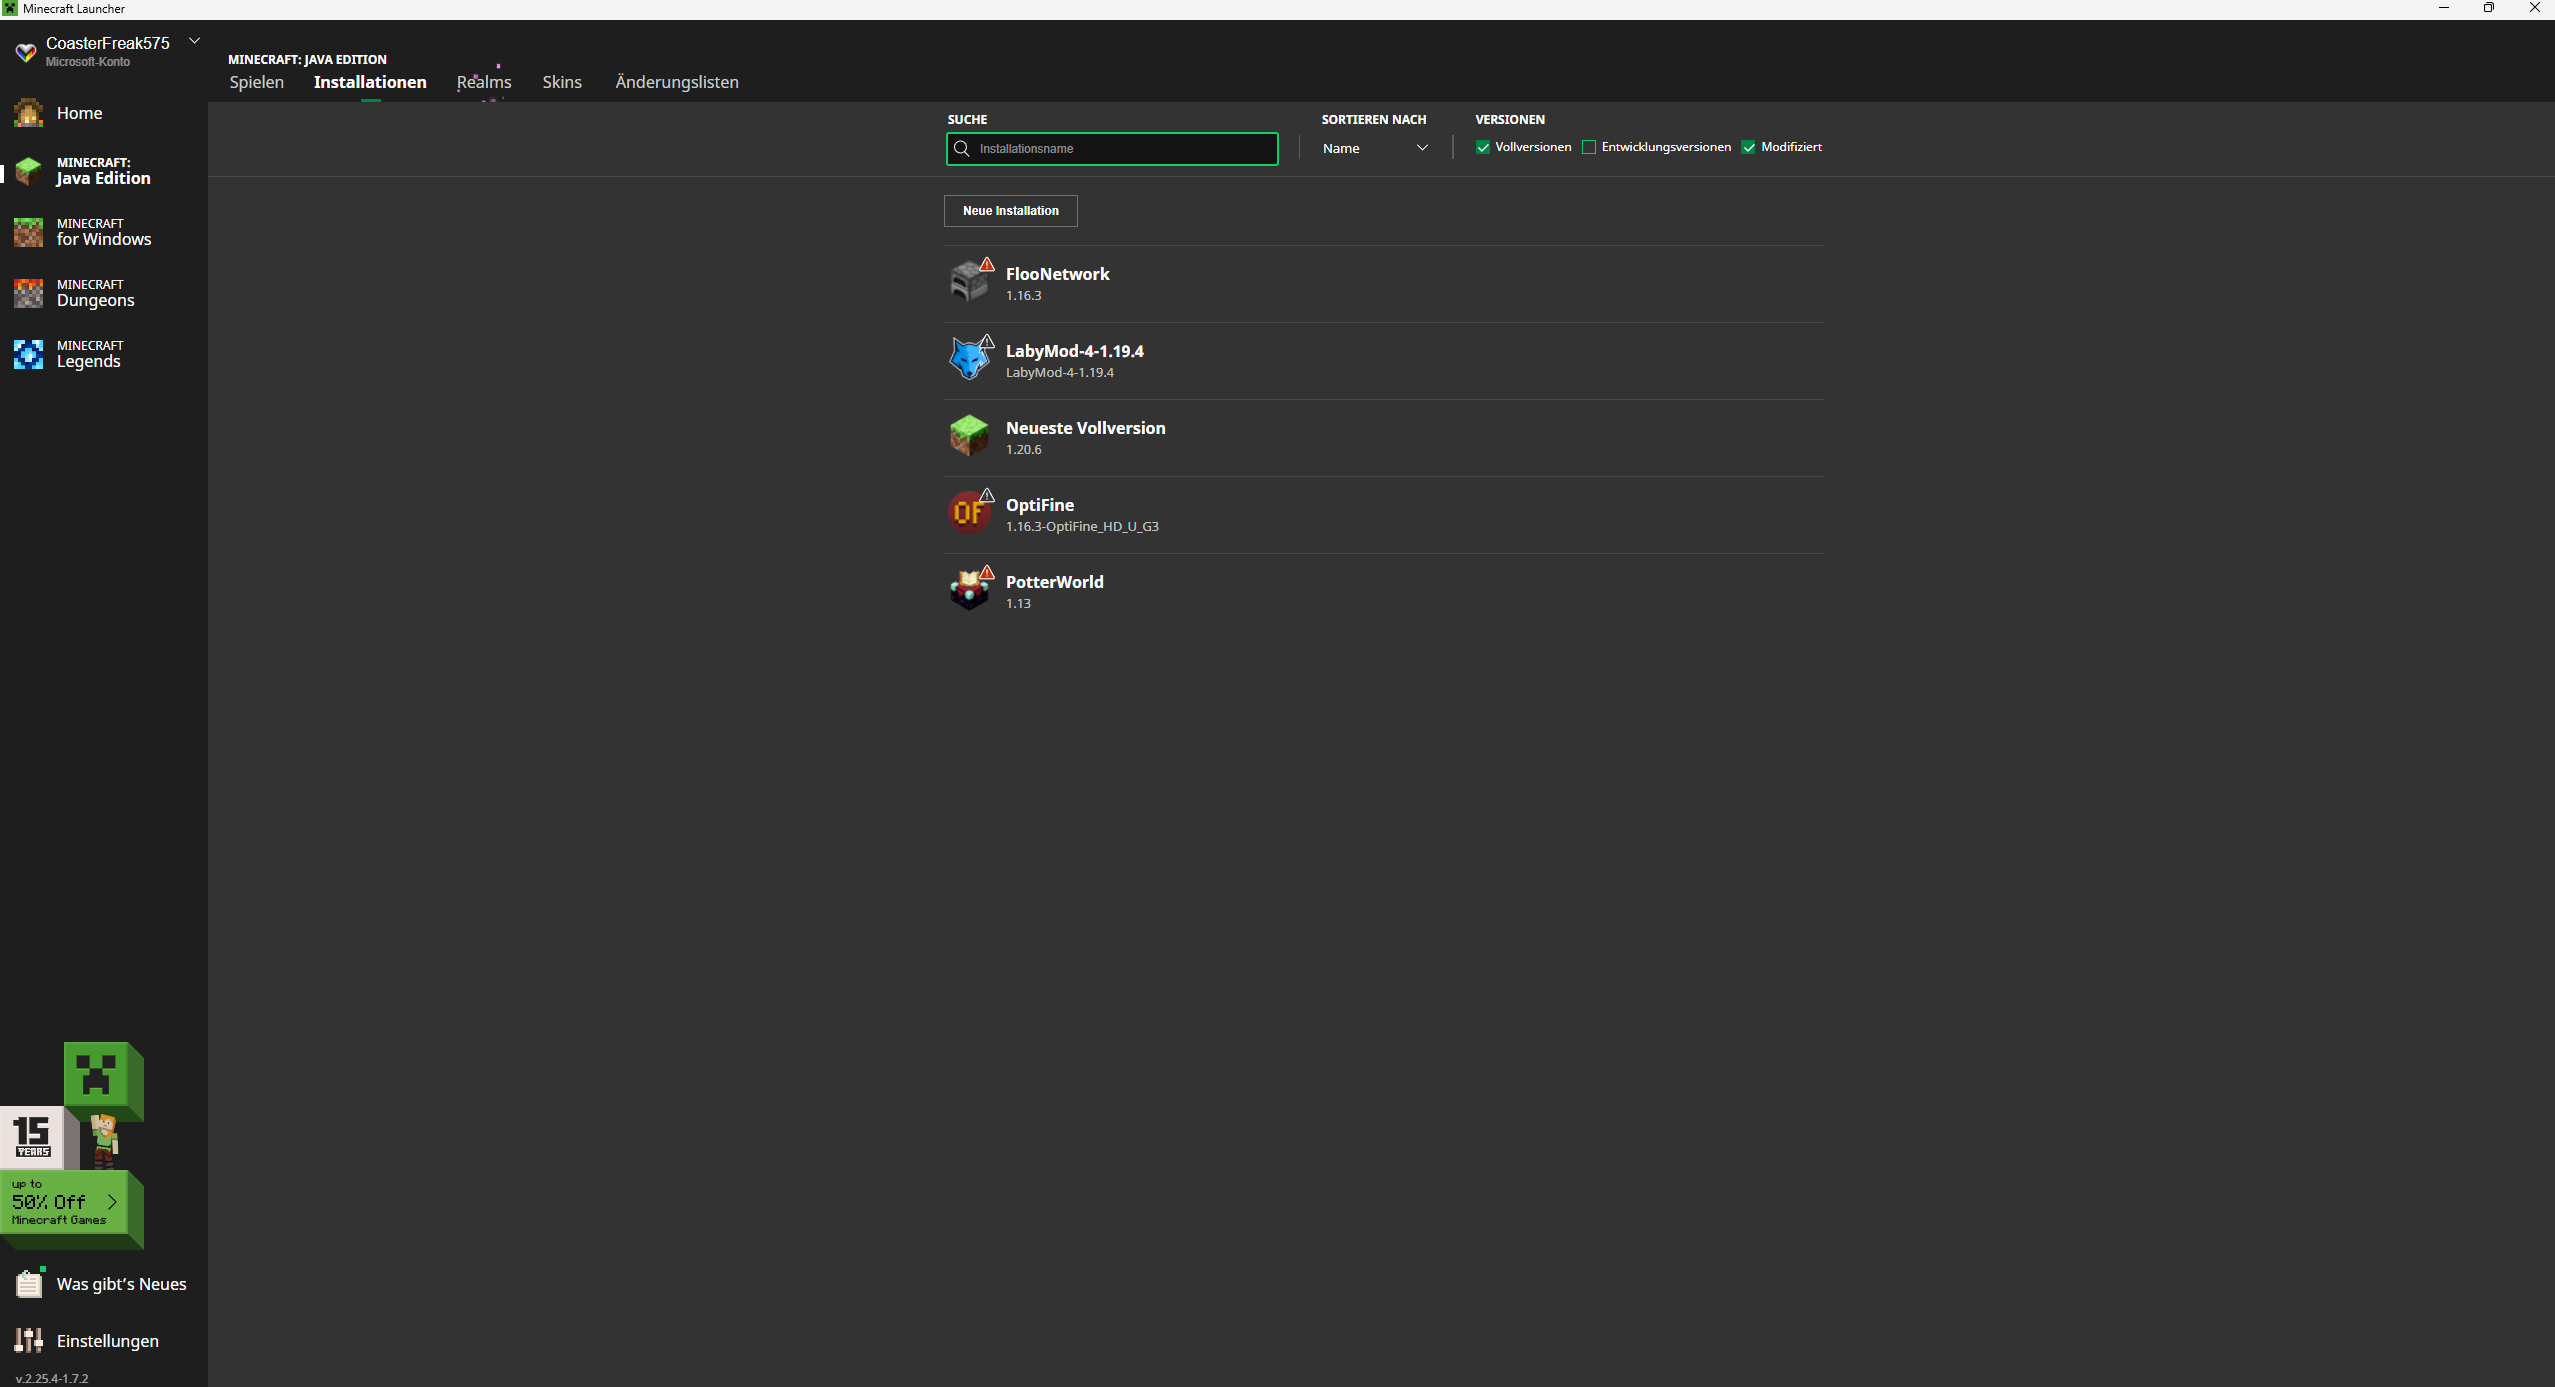 Minecraft Launcher
CoasterFreak575
Microsoft-Konto
Home
MINECRAFT:
Java Edition
MINECRAFT
for Windows
MINECRAFT
Dungeons
MINECRAFT
Legends
15
YEARS
up to
50% Off
Minecraft Games
Was gibt’s Neues
Einstellungen
v.2.25.4-1.7.2
MINECRAFT: JAVA EDITION
Spielen Installationen Realms Skins Änderungslisten
SUCHE
Installationsname
SORTIEREN NACH
Name
VERSIONEN
Vollversionen Entwicklungsversionen Modifiziert
Neue Installation
FlooNetwork
1.16.3
LabyMod-4-1.19.4
LabyMod-4-1.19.4
Neueste Vollversion
1.20.6
OF
OptiFine
1.16.3-OptiFine_HD_U_G3
PotterWorld
1.13